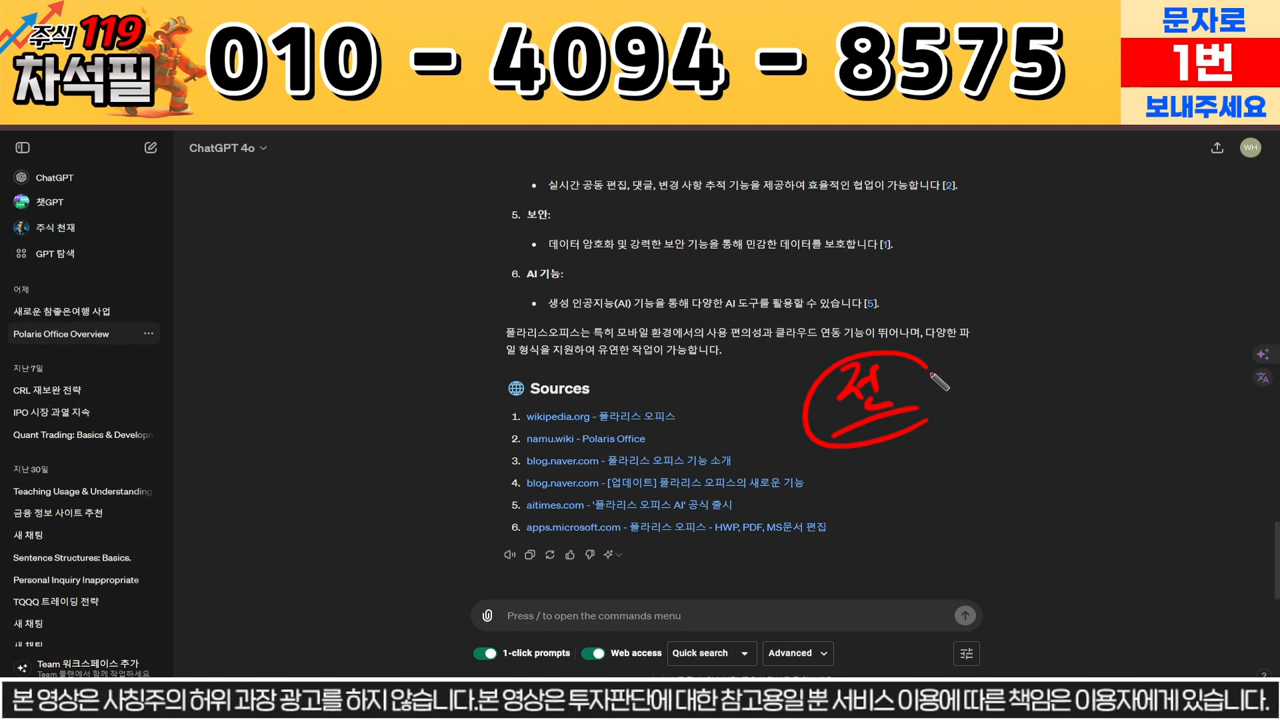 주식 119
차석필
010 - 4094 - 8575
문자로
1번
보내주세요
ChatGPT 4o
WH
ChatGPT
챗GPT
주식 천재
GPT 탐색
어제
새로운 참좋은여행 사업
Polaris Office Overview
지난 7일
CRL 재보완 전략
IPO 시장 과열 지속
Quant Trading: Basics & Developm
지난 30일
Teaching Usage & Understanding
금융 정보 사이트 추천
새 채팅
Sentence Structures: Basics.
Personal Inquiry Inappropriate
TQQQ 트레이딩 전략
새 채팅
새 채팅
Team 워크스페이스 추가
Team 플랜에서 함께 작업하세요
• 실시간 공동 편집, 댓글, 변경 사항 추적 기능을 제공하여 효율적인 협업이 가능합니다 [2].
5. 보안:
• 데이터 암호화 및 강력한 보안 기능을 통해 민감한 데이터를 보호합니다 [1].
6. AI 기능:
• 생성 인공지능(AI) 기능을 통해 다양한 AI 도구를 활용할 수 있습니다 [5].
폴라리스오피스는 특히 모바일 환경에서의 사용 편의성과 클라우드 연동 기능이 뛰어나며, 다양한 파
일 형식을 지원하여 유연한 작업이 가능합니다.
전
Sources
1. wikipedia.org - 폴라리스 오피스
2. namu.wiki - Polaris Office
3. blog.naver.com - 폴라리스 오피스 기능 소개
4. blog.naver.com - [업데이트] 폴라리스 오피스의 새로운 기능
5. aitimes.com - '폴라리스 오피스 AI' 공식 출시
6. apps.microsoft.com - 폴라리스 오피스 - HWP, PDF, MS문서 편집
Press / to open the commands menu
1-click prompts
Web access
Quick search
Advanced
본 영상은 사칭주의 허위 과장 광고를 하지 않습니다.본 영상은 투자판단에 대한 참고용일 뿐 서비스 이용에 따른 책임은 이용자에게 있습니다.